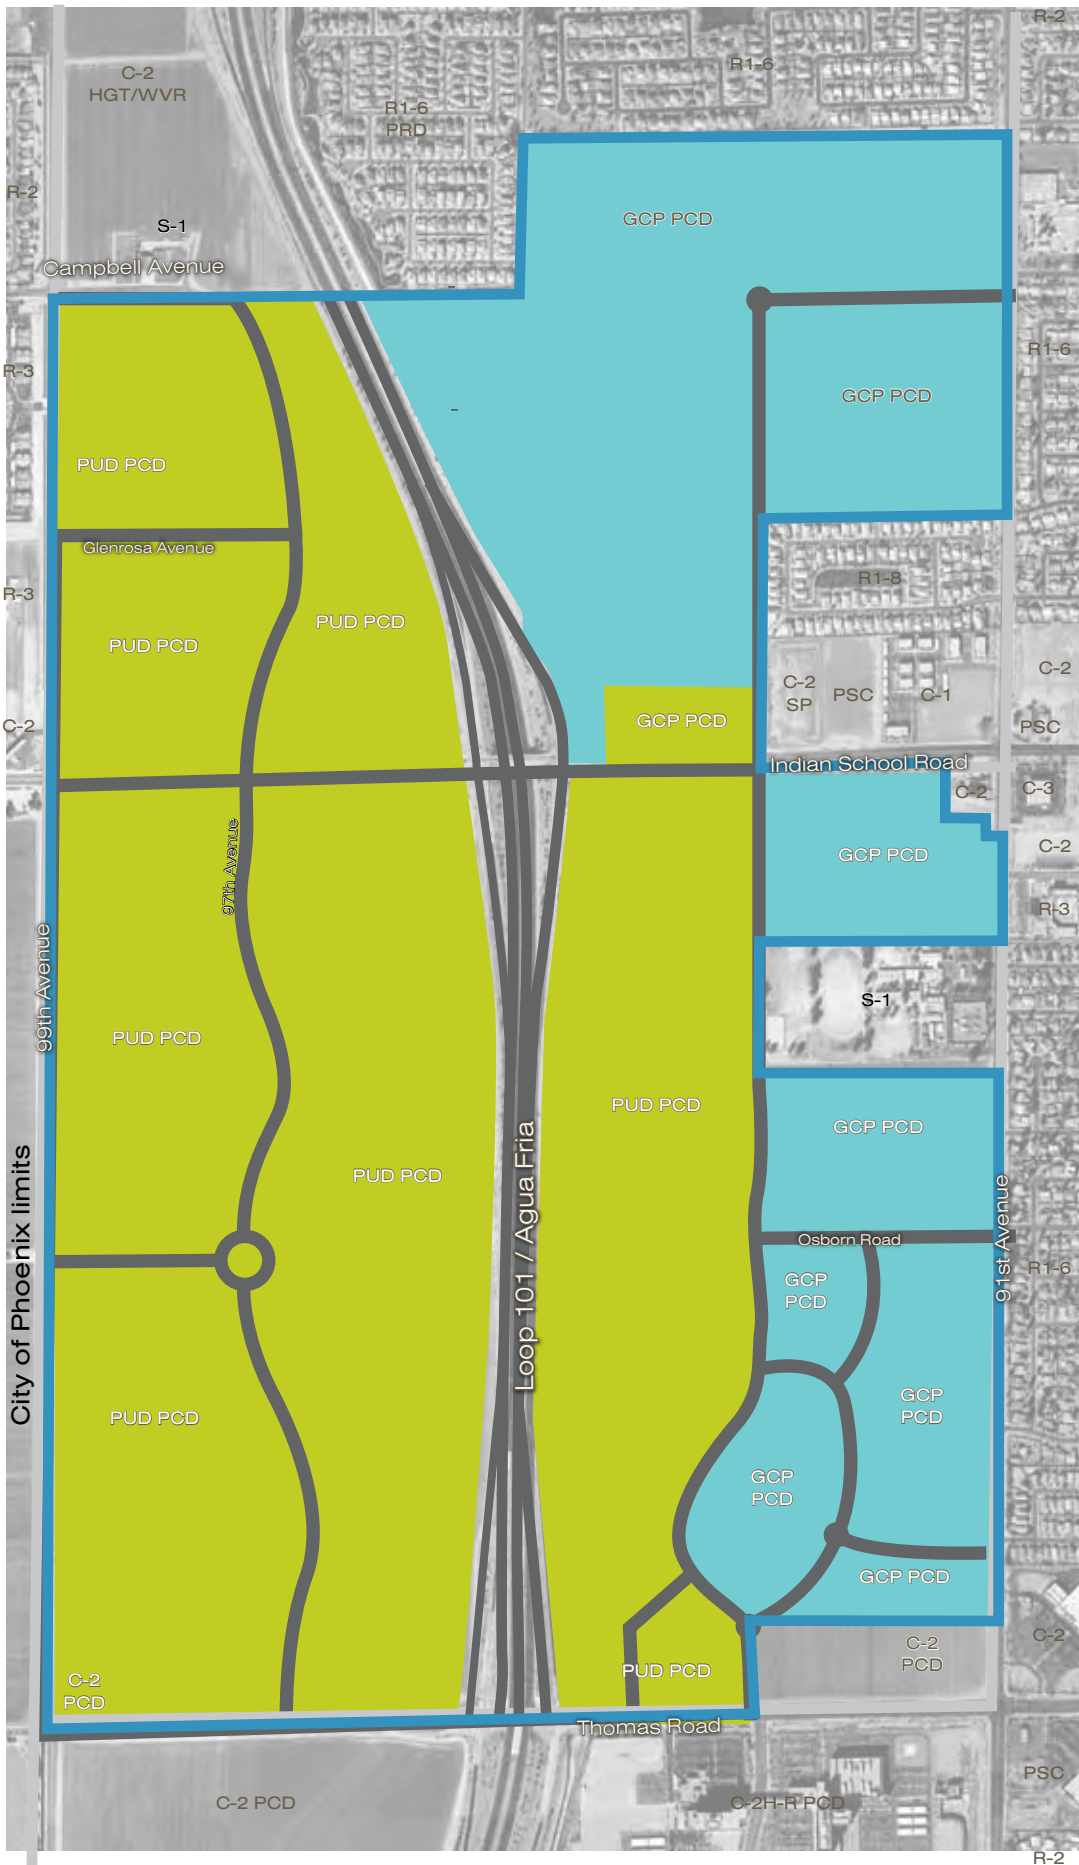 R-2
C-2
HGT/WVR
R1-6
R1-6
PRD
R-2
S-1
GCP PCD
Campbell Avenue
R1-6
R-3
GCP PCD
PUD PCD
Glenrosa Avenue
R1-8
R-3
PUD PCD
PUD PCD
C-2
C-2
SP
PSC
C-1
C-2
GCP PCD
PSC
Indian School Road
C-2
C-3
97th Avenue
GCP PCD
C-2
R-3
99th Avenue
S-1
PUD PCD
PUD PCD
GCP PCD
PUD PCD
City of Phoenix limits
Loop 101 / Agua Fria
91st Avenue
Osborn Road
R1-6
GCP
PCD
GCP
PCD
PUD PCD
GCP
PCD
GCP PCD
C-2
C-2
PCD
PUD PCD
C-2
PCD
Thomas Road
PSC
C-2 PCD
C-2H-R PCD
R-2